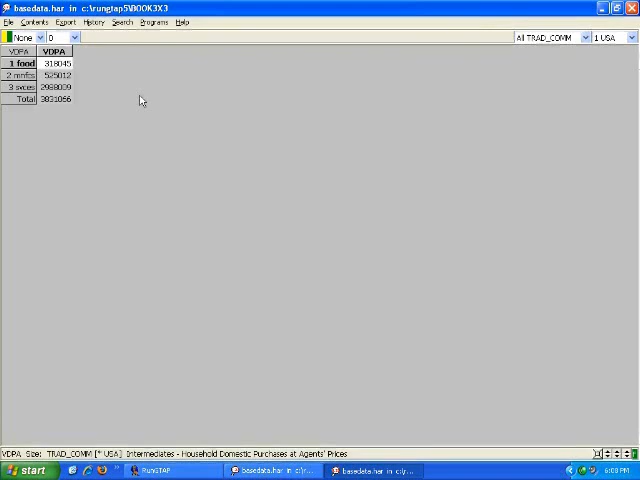 basedata.har in c:\rungtap5\BOOK3X3
File Contents Export History Search Programs Help
None 0 All TRAD_COMM 1 USA
VDPA VDPA
1 food 318045
2 mnfcs 525012
3 svces 2988009
Total 3831066
VDPA Size: TRAD_COMM [* USA] Intermediates - Household Domestic Purchases at Agents' Prices
start RunGTAP basedata.har in c:\r... basedata.har in c:\r... 6:08 PM